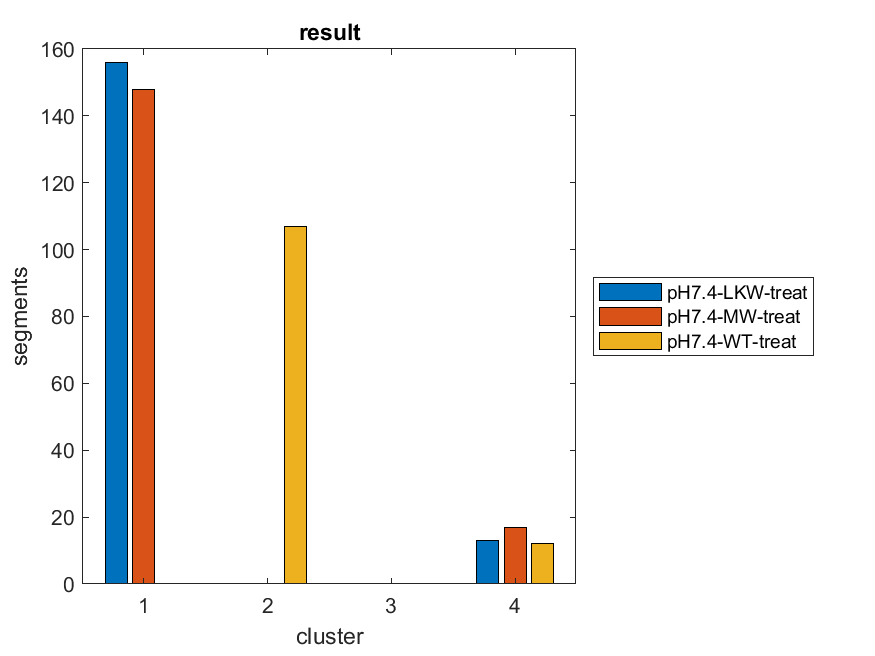 result
160
140
120
100
80
60
40
20
0
segments
1 2 3 4
cluster
pH7.4-LKW-treat
pH7.4-MW-treat
pH7.4-WT-treat